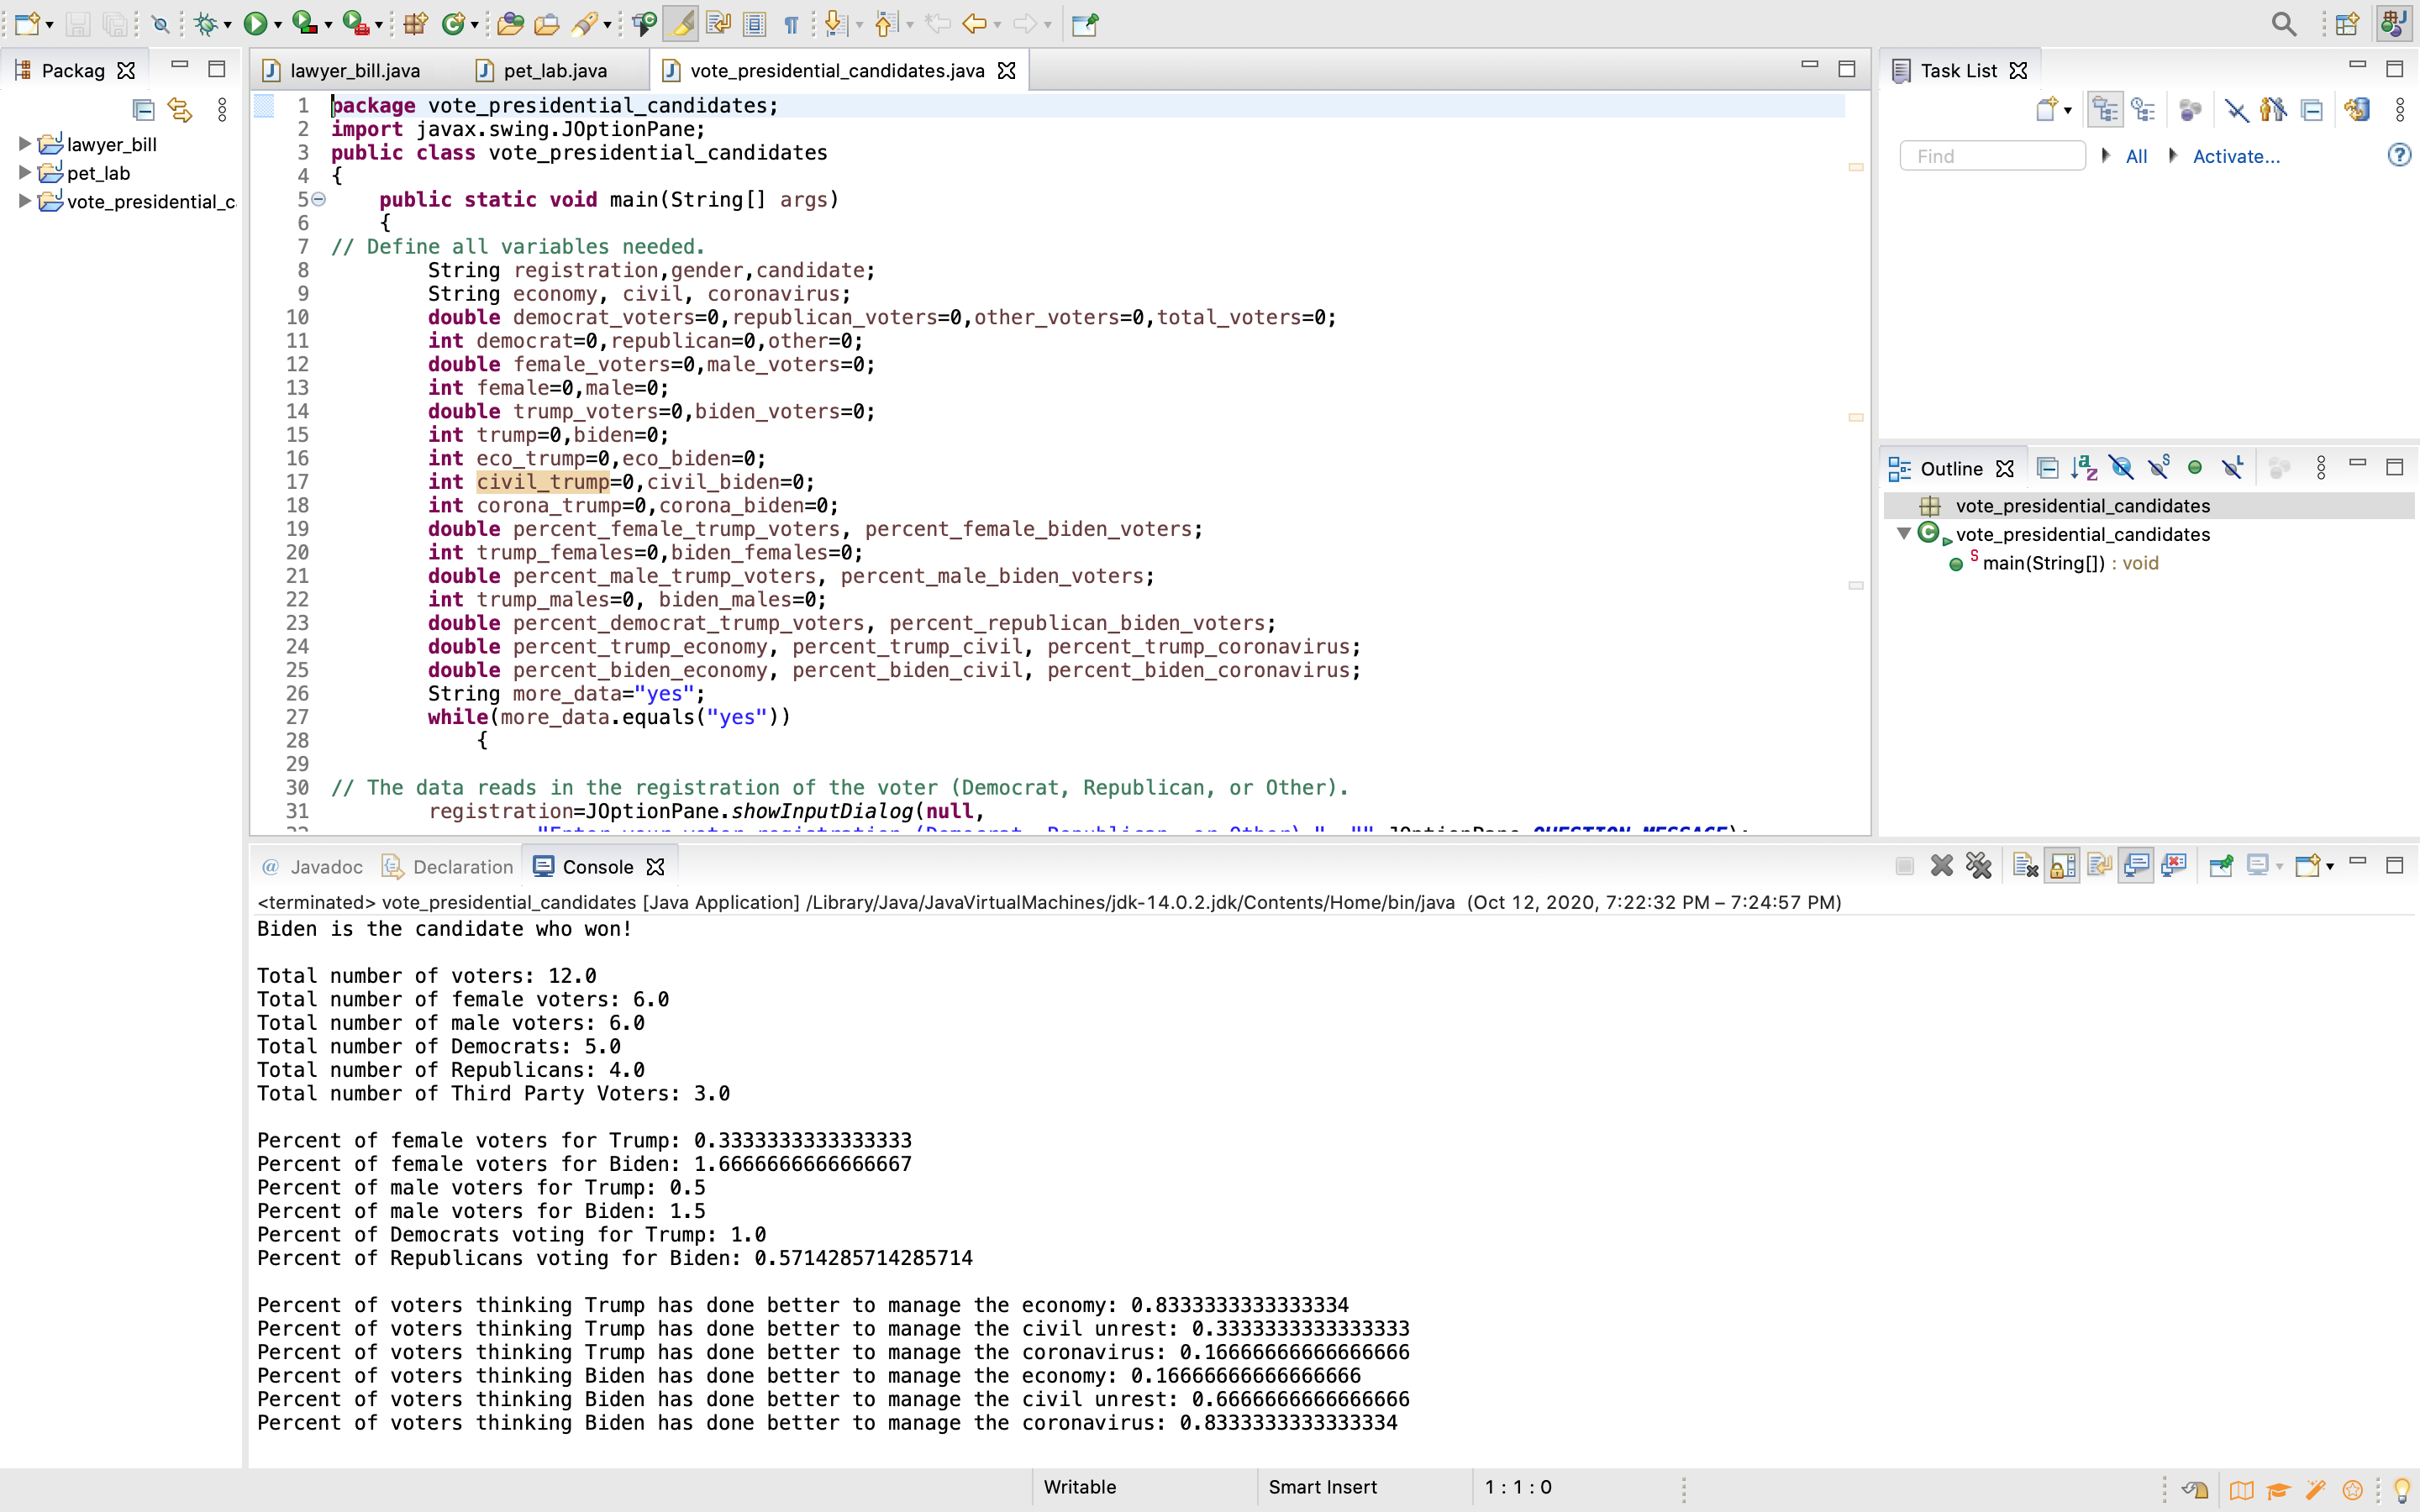 Packag
lawyer_bill
pet_lab
vote_presidential_c
lawyer_bill.java
pet_lab.java
vote_presidential_candidates.java
1 package vote_presidential_candidates;
2 import javax.swing.JOptionPane;
3 public class vote_presidential_candidates
4 {
5 public static void main(String[] args)
6 {
7 // Define all variables needed.
8 String registration,gender,candidate;
9 String economy, civil, coronavirus;
10 double democrat_voters=0,republican_voters=0,other_voters=0,total_voters=0;
11 int democrat=0,republican=0,other=0;
12 double female_voters=0,male_voters=0;
13 int female=0,male=0;
14 double trump_voters=0,biden_voters=0;
15 int trump=0,biden=0;
16 int eco_trump=0,eco_biden=0;
17 int civil_trump=0,civil_biden=0;
18 int corona_trump=0,corona_biden=0;
19 double percent_female_trump_voters, percent_female_biden_voters;
20 int trump_females=0,biden_females=0;
21 double percent_male_trump_voters, percent_male_biden_voters;
22 int trump_males=0, biden_males=0;
23 double percent_democrat_trump_voters, percent_republican_biden_voters;
24 double percent_trump_economy, percent_trump_civil, percent_trump_coronavirus;
25 double percent_biden_economy, percent_biden_civil, percent_biden_coronavirus;
26 String more_data="yes";
27 while(more_data.equals("yes"))
28 {
29
30 // The data reads in the registration of the voter (Democrat, Republican, or Other).
31 registration=JOptionPane.showInputDialog(null,
Task List
Find
All
Activate...
Outline
vote_presidential_candidates
vote_presidential_candidates
main(String[]) : void
@ Javadoc
Declaration
Console
<terminated> vote_presidential_candidates [Java Application] /Library/Java/JavaVirtualMachines/jdk-14.0.2.jdk/Contents/Home/bin/java (Oct 12, 2020, 7:22:32 PM – 7:24:57 PM)
Biden is the candidate who won!
Total number of voters: 12.0
Total number of female voters: 6.0
Total number of male voters: 6.0
Total number of Democrats: 5.0
Total number of Republicans: 4.0
Total number of Third Party Voters: 3.0
Percent of female voters for Trump: 0.3333333333333333
Percent of female voters for Biden: 1.6666666666666667
Percent of male voters for Trump: 0.5
Percent of male voters for Biden: 1.5
Percent of Democrats voting for Trump: 1.0
Percent of Republicans voting for Biden: 0.5714285714285714
Percent of voters thinking Trump has done better to manage the economy: 0.8333333333333334
Percent of voters thinking Trump has done better to manage the civil unrest: 0.3333333333333333
Percent of voters thinking Trump has done better to manage the coronavirus: 0.16666666666666666
Percent of voters thinking Biden has done better to manage the economy: 0.16666666666666666
Percent of voters thinking Biden has done better to manage the civil unrest: 0.6666666666666666
Percent of voters thinking Biden has done better to manage the coronavirus: 0.8333333333333334
Writable
Smart Insert
1 : 1 : 0